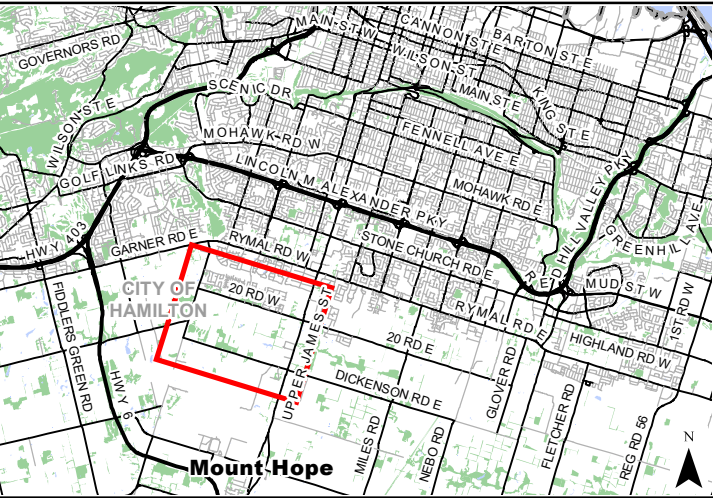 MAIN ST W
CANNON ST E
BARTON ST E
GOVERNORS RD
WILSON ST
SCENIC DR
MAIN ST E
KING ST E
WILSON ST E
MOHAWK RD W
FENNELL AVE E
GOLF LINKS RD
LINCOLN M ALEXANDER PKY
MOHAWK RD E
RED HILL VALLEY PKY
GREENHILL AVE
HWY 403
GARNER RD E
RYMAL RD W
STONE CHURCH RD E
MUD ST W
CITY OF
HAMILTON
20 RD W
UPPER JAMES ST
RYMAL RD E
1ST RD W
FIDDLERS GREEN RD
HWY 6
20 RD E
HIGHLAND RD W
DICKENSON RD E
GLOVER RD
FLETCHER RD
MILES RD
NEBO RD
REG RD 56
N
Mount Hope